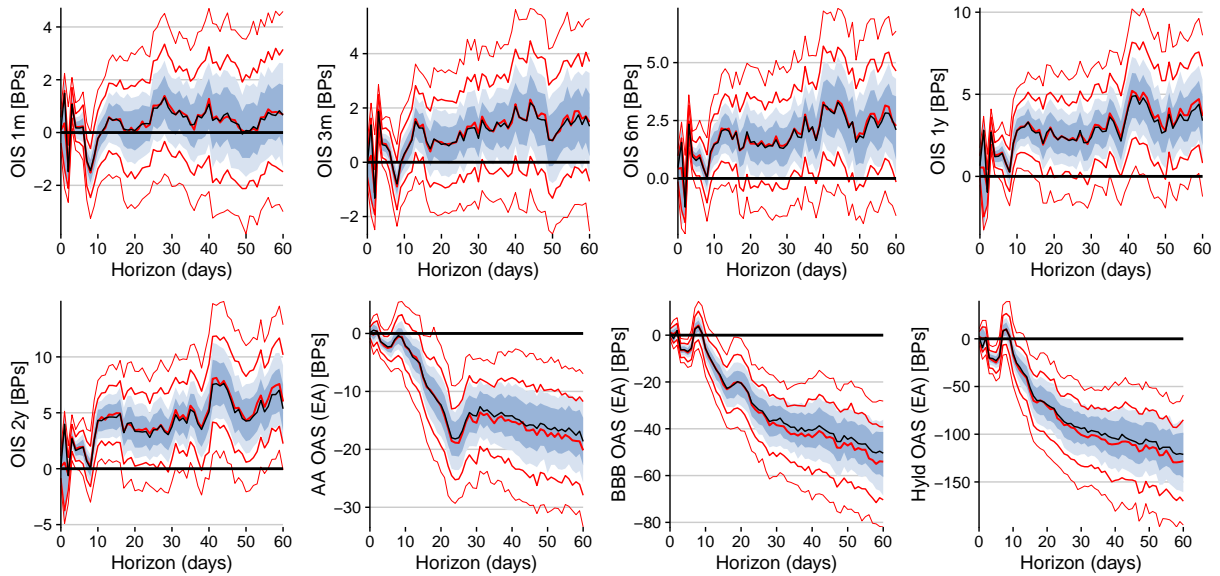 OIS 1m [BPs]
4
2
0
−2
0 10 20 30 40 50 60
Horizon (days)
OIS 3m [BPs]
4
2
0
−2
0 10 20 30 40 50 60
Horizon (days)
OIS 6m [BPs]
5.0
2.5
0.0
0 10 20 30 40 50 60
Horizon (days)
OIS 1y [BPs]
10
5
0
0 10 20 30 40 50 60
Horizon (days)
OIS 2y [BPs]
10
5
0
−5
0 10 20 30 40 50 60
Horizon (days)
AA OAS (EA) [BPs]
0
−10
−20
−30
0 10 20 30 40 50 60
Horizon (days)
BBB OAS (EA) [BPs]
0
−20
−40
−60
−80
0 10 20 30 40 50 60
Horizon (days)
Hyld OAS (EA) [BPs]
0
−50
−100
−150
0 10 20 30 40 50 60
Horizon (days)